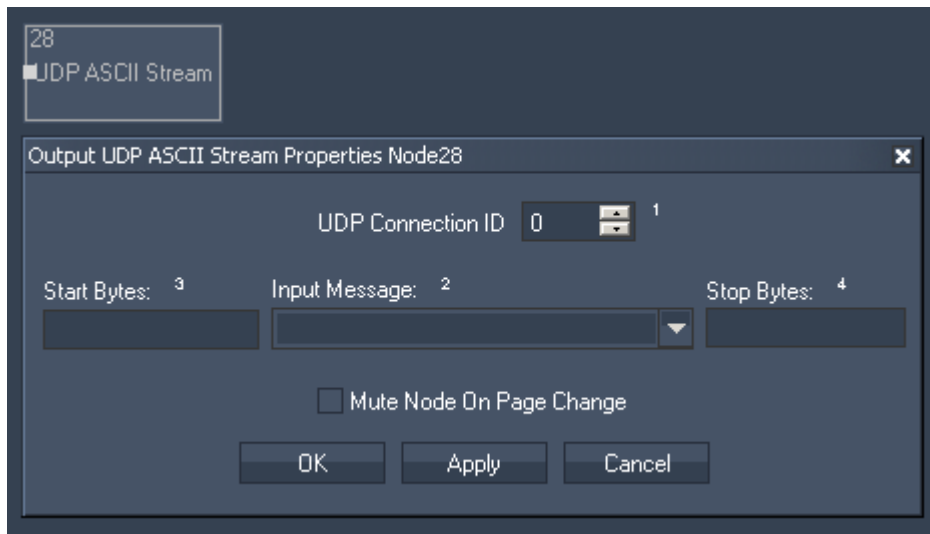 28
UDP ASCII Stream
Output UDP ASCII Stream Properties Node28
UDP Connection ID 0 1
Start Bytes: 3 Input Message: 2 Stop Bytes: 4
Mute Node On Page Change
OK Apply Cancel